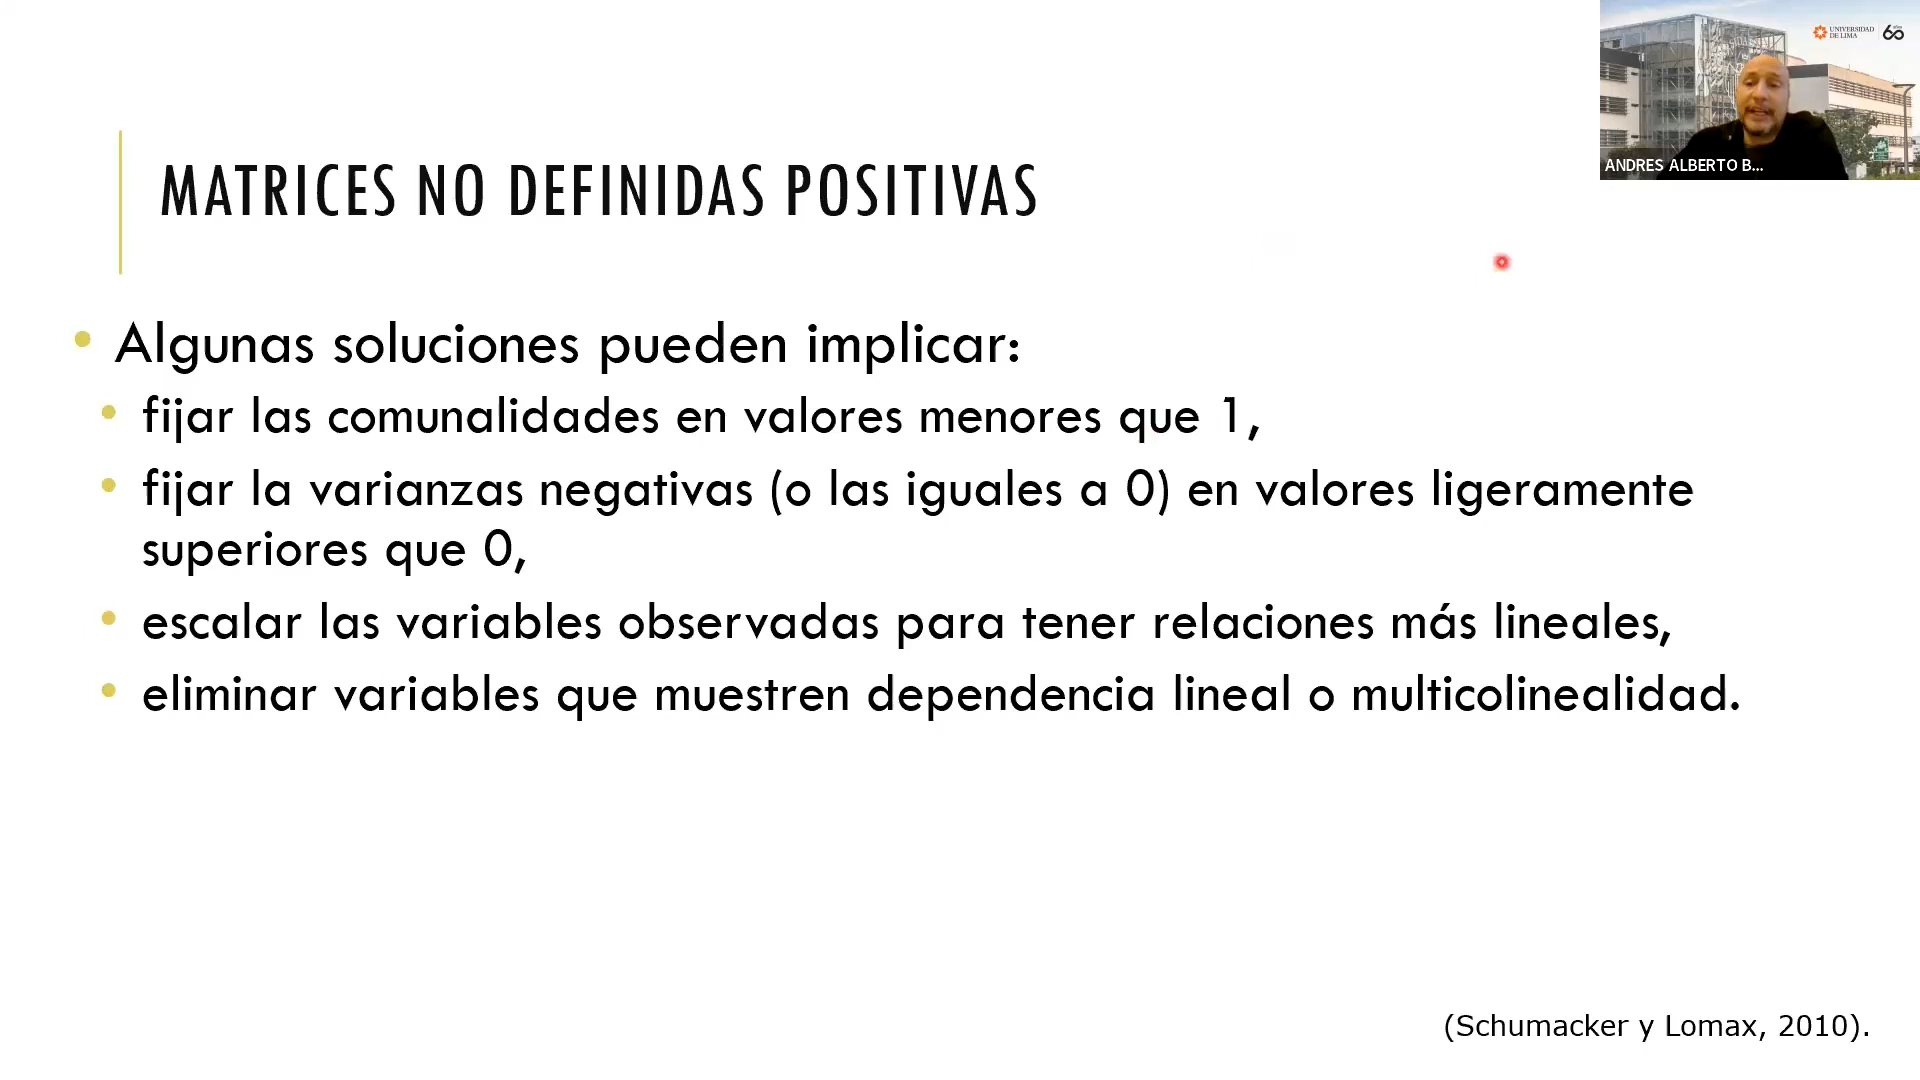 UNIVERSIDAD
DE LIMA
60
ANDRES ALBERTO B...
MATRICES NO DEFINIDAS POSITIVAS
• Algunas soluciones pueden implicar:
• fijar las comunalidades en valores menores que 1,
• fijar la varianzas negativas (o las iguales a 0) en valores ligeramente
superiores que 0,
• escalar las variables observadas para tener relaciones más lineales,
• eliminar variables que muestren dependencia lineal o multicolinealidad.
(Schumacker y Lomax, 2010).